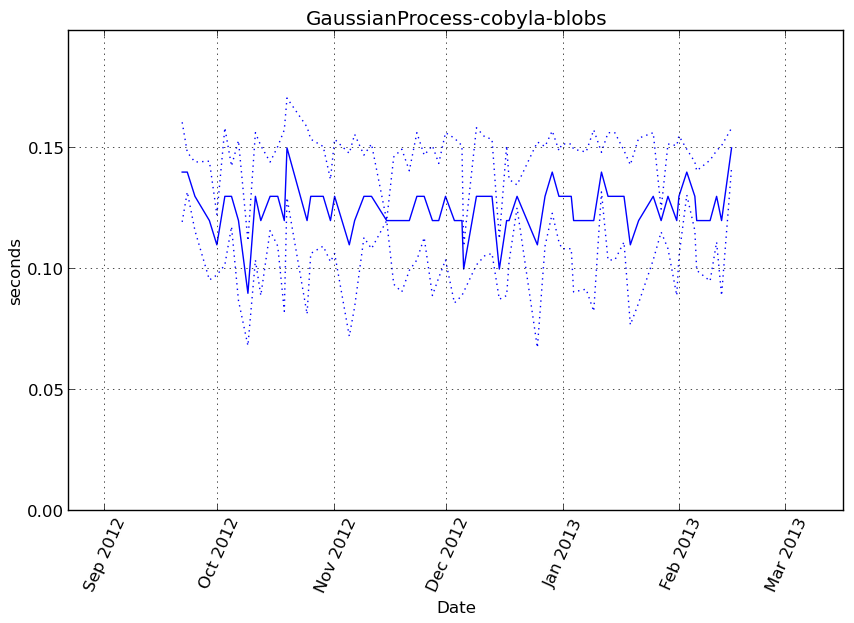 GaussianProcess-cobyla-blobs
0.15
0.10
0.05
0.00
seconds
Sep 2012
Oct 2012
Nov 2012
Dec 2012
Jan 2013
Feb 2013
Mar 2013
Date